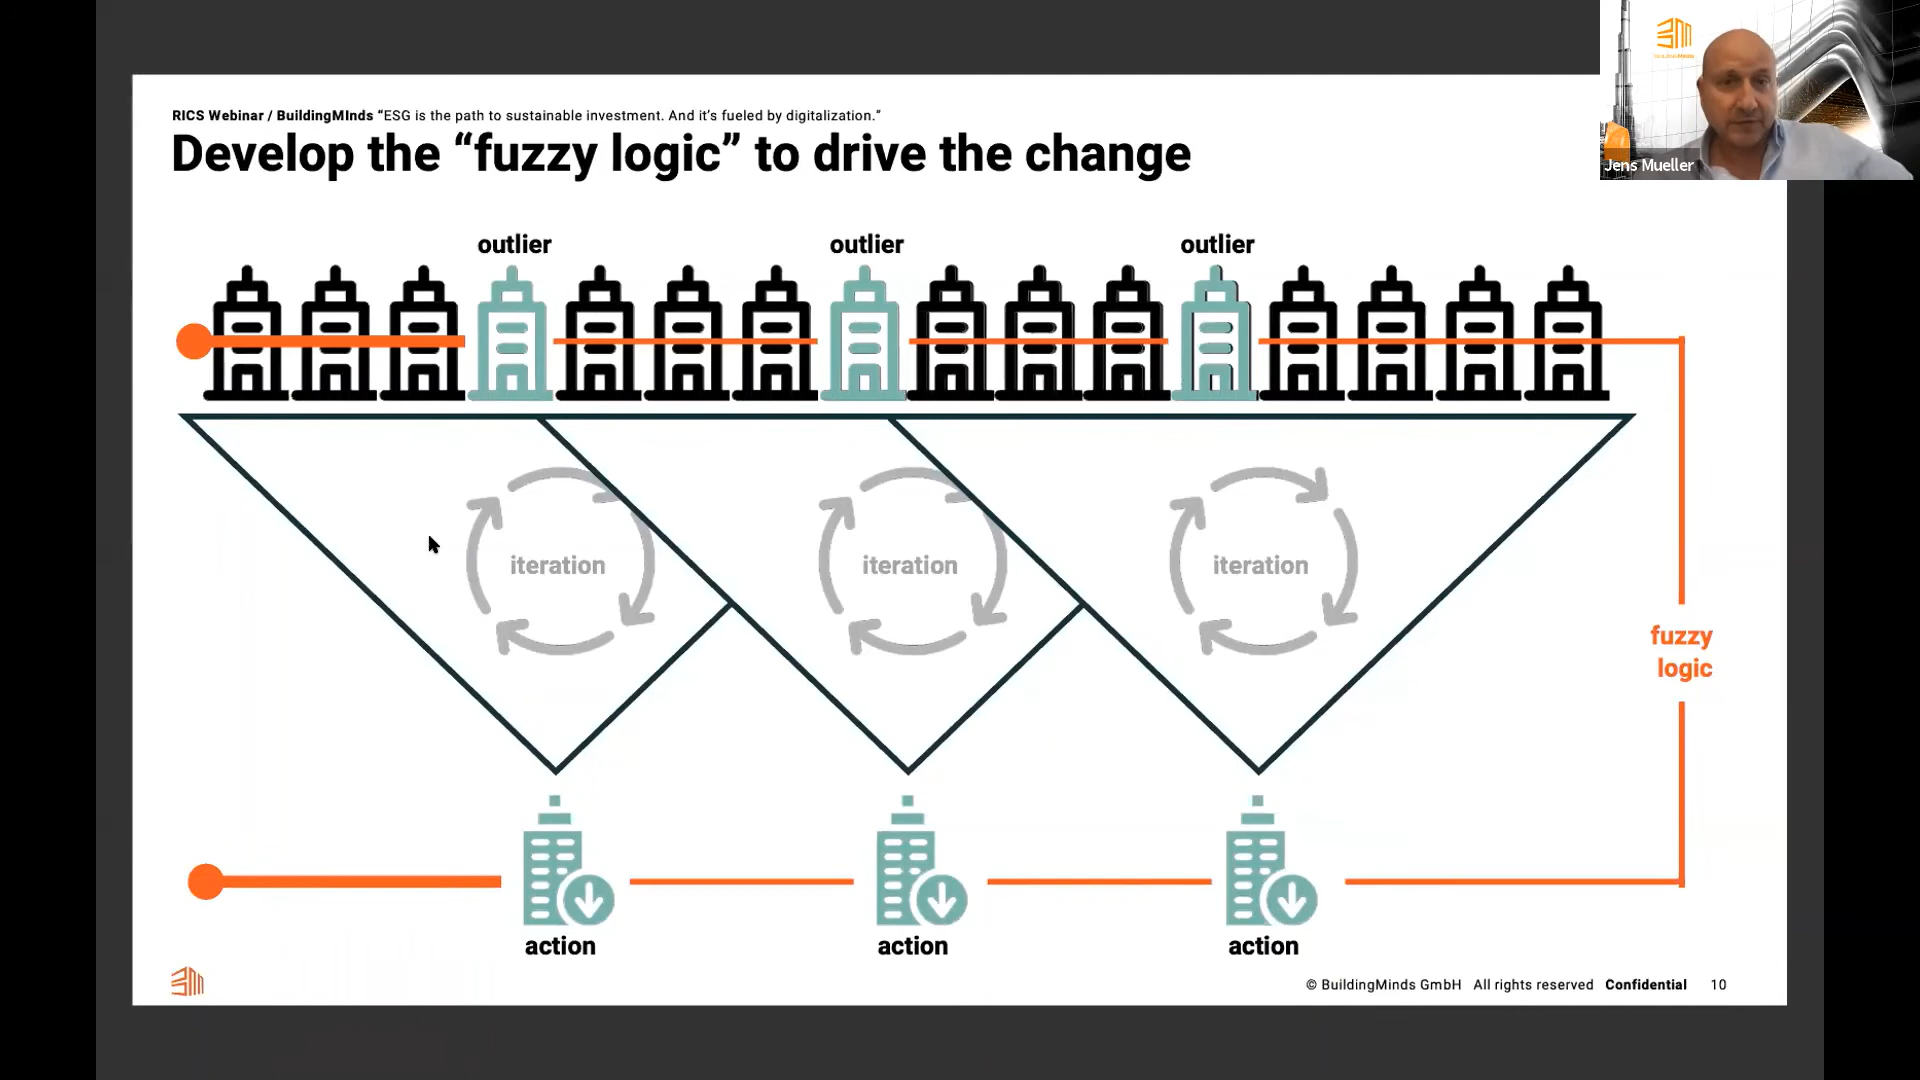 RICS Webinar / BuildingMInds “ESG is the path to sustainable investment. And it’s fueled by digitalization.”
Develop the “fuzzy logic” to drive the change
Jens Mueller
outlier outlier outlier
iteration iteration iteration
fuzzy
logic
action action action
© BuildingMinds GmbH All rights reserved Confidential 10